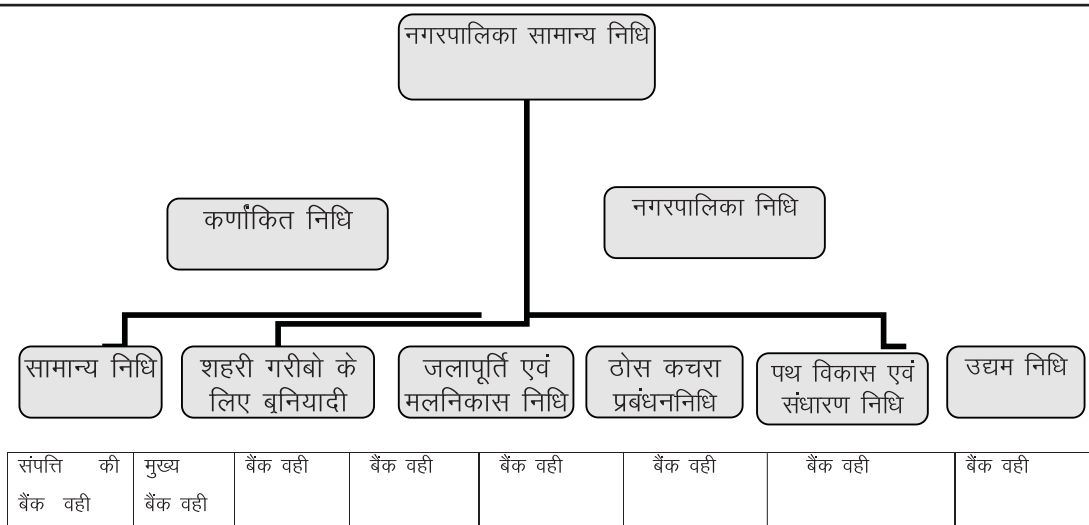 नगरपालिका सामान्य निधि
कर्णांकित निधि
नगरपालिका निधि
सामान्य निधि
शहरी गरीबो के
लिए बुनियादी
जलापूर्ति एवं
मलनिकास निधि
ठोस कचरा
प्रबंधननिधि
पथ विकास एवं
संधारण निधि
उद्यम निधि
संपत्ति की
बैंक वही
मुख्य
बैंक वही
बैंक वही
बैंक वही
बैंक वही
बैंक वही
बैंक वही
बैंक वही